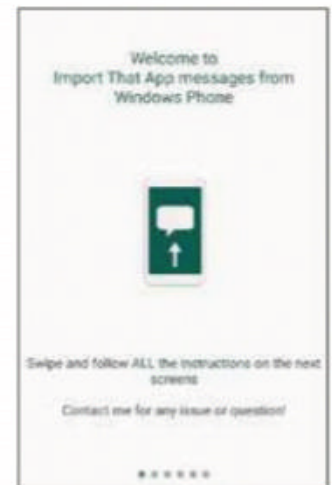 Welcome to
Import That App messages from
Windows Phone
Swipe and follow ALL the instructions on the next
screens
Contact me for any issue or question!